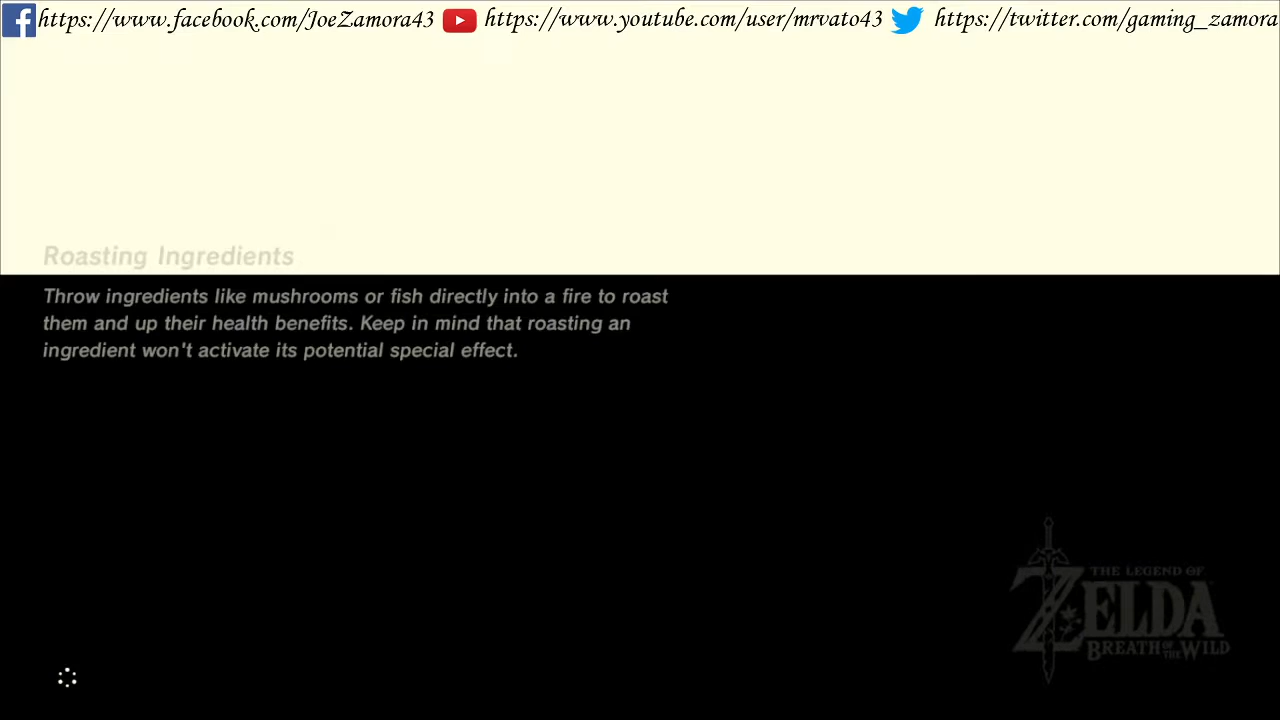 https://www.facebook.com/JoeZamora43 https://www.youtube.com/user/mrvato43 https://twitter.com/gaming_zamora
Roasting Ingredients
Throw ingredients like mushrooms or fish directly into a fire to roast
them and up their health benefits. Keep in mind that roasting an
ingredient won't activate its potential special effect.
THE LEGEND OF
ZELDA
BREATH OF THE WILD